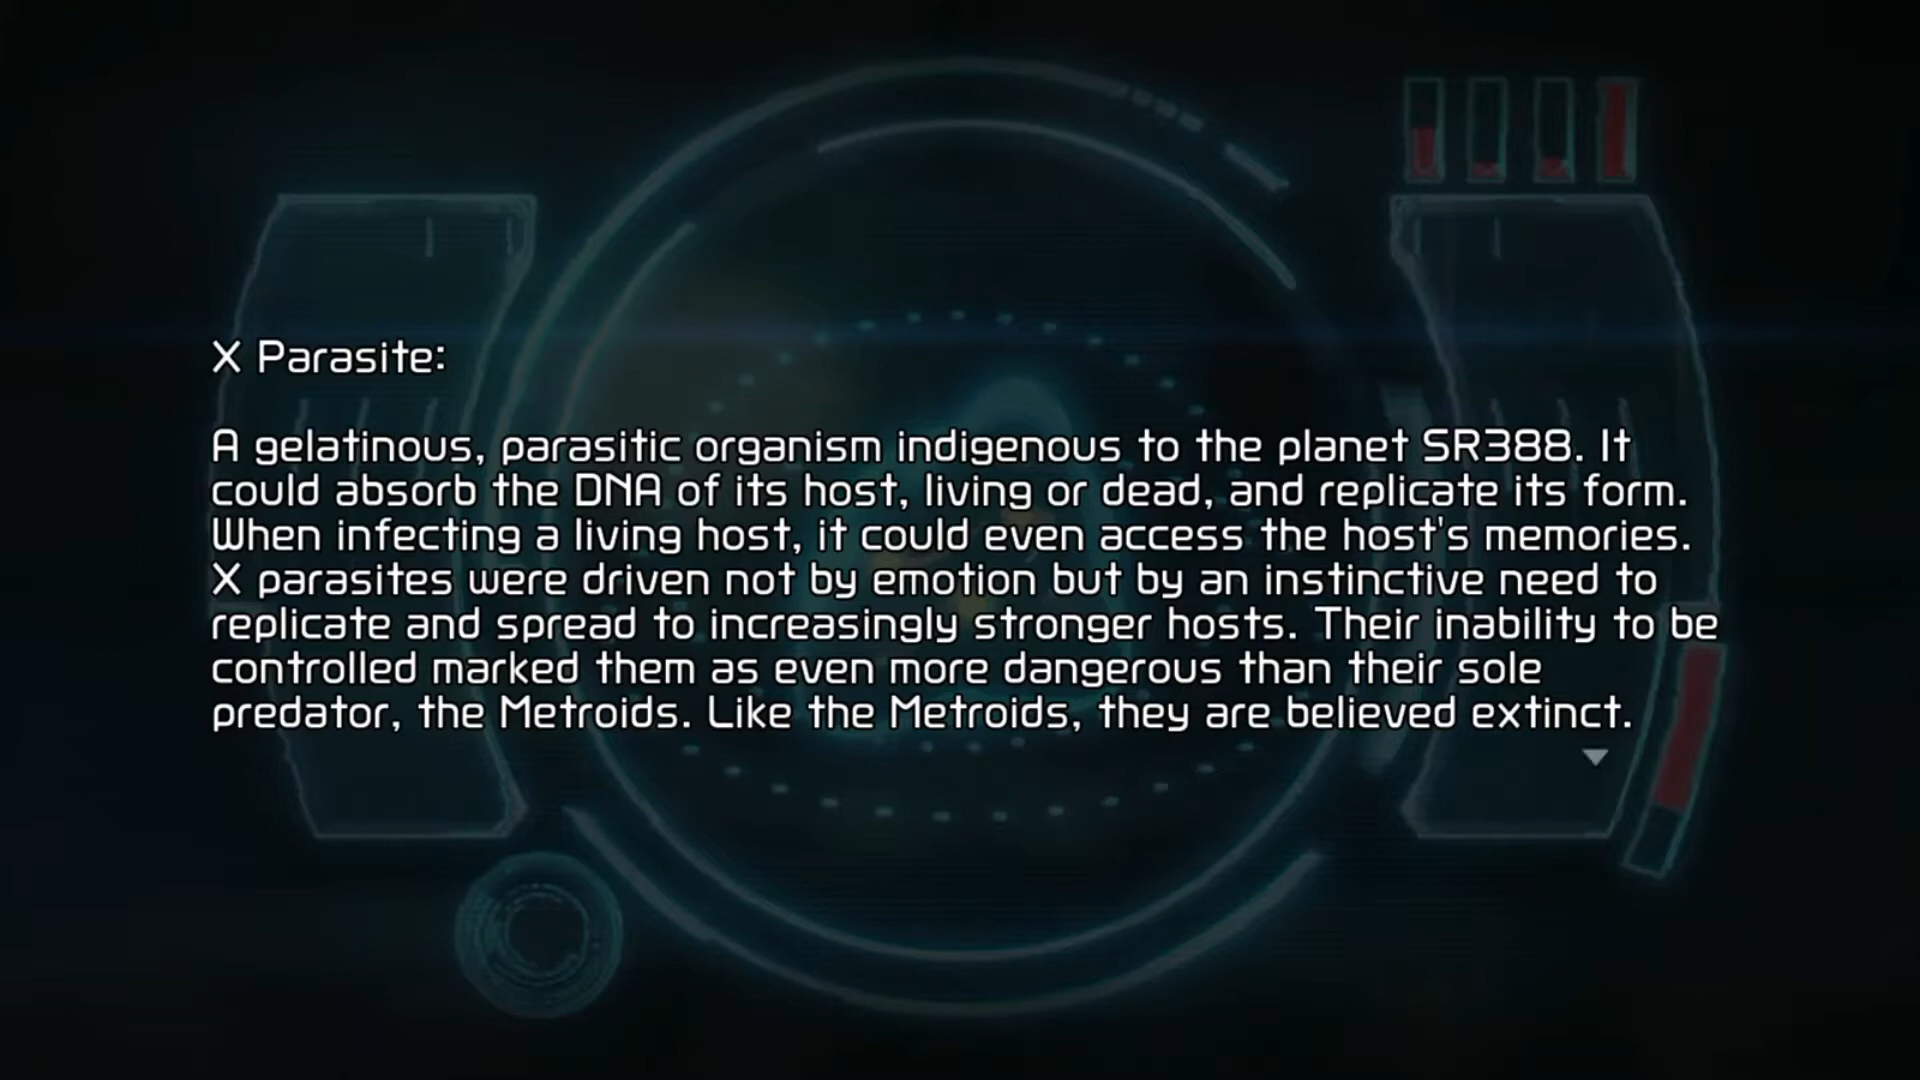 X Parasite:
A gelatinous, parasitic organism indigenous to the planet SR388. It
could absorb the DNA of its host, living or dead, and replicate its form.
When infecting a living host, it could even access the host's memories.
X parasites were driven not by emotion but by an instinctive need to
replicate and spread to increasingly stronger hosts. Their inability to be
controlled marked them as even more dangerous than their sole
predator, the Metroids. Like the Metroids, they are believed extinct.